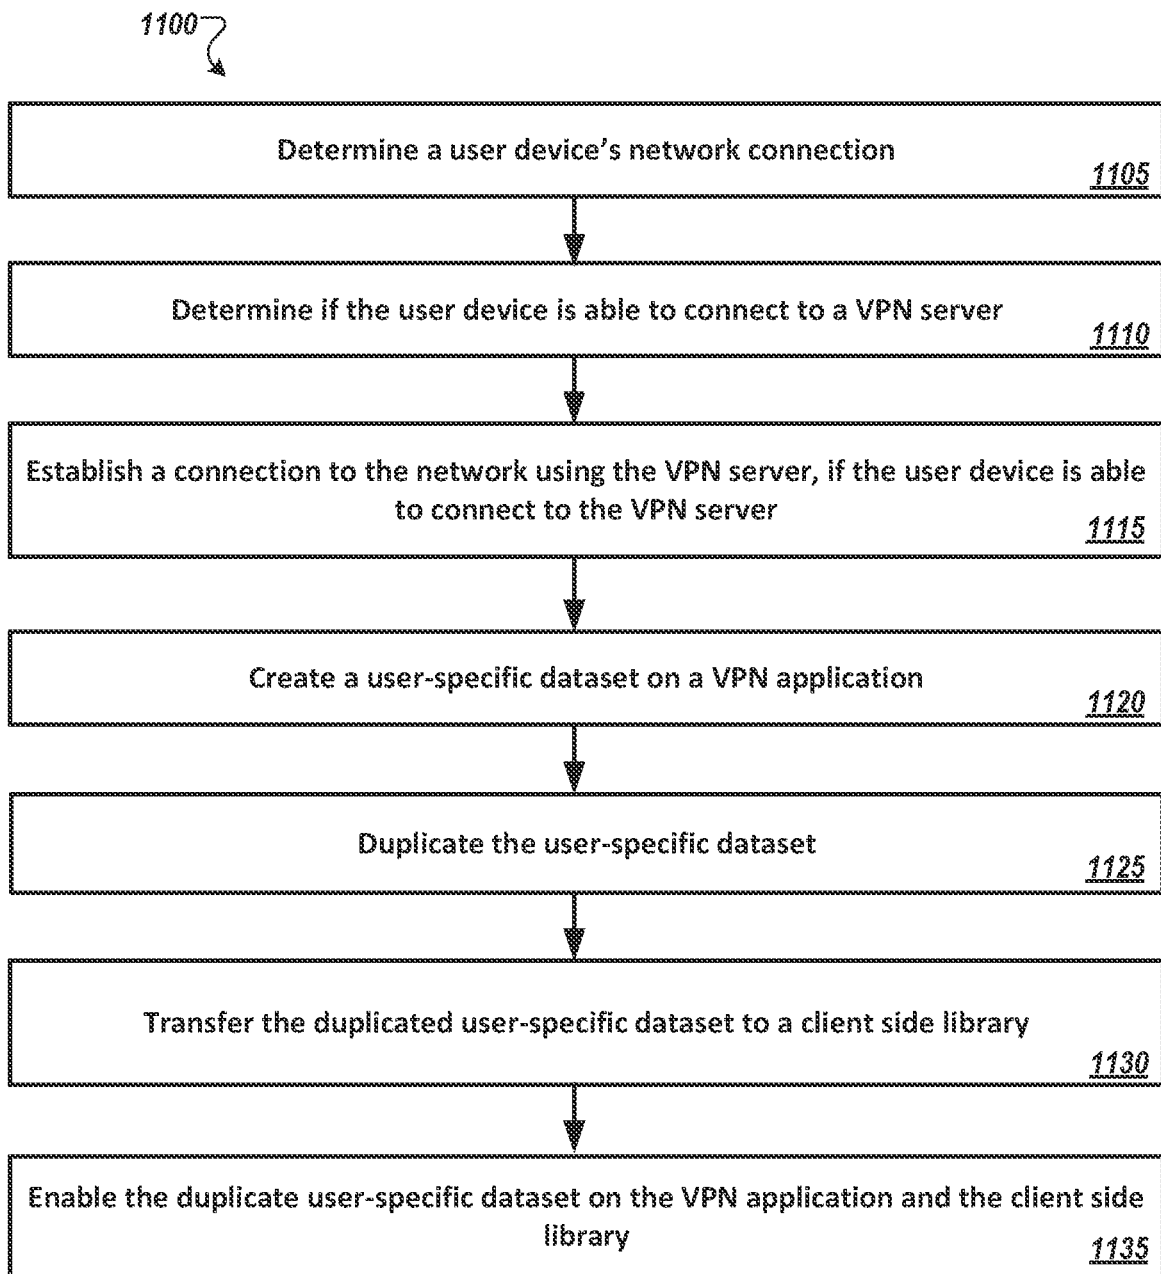 1100
Determine a user device's network connection
1105
Determine if the user device is able to connect to a VPN server
1110
Establish a connection to the network using the VPN server, if the user device is able
to connect to the VPN server
1115
Create a user-specific dataset on a VPN application
1120
Duplicate the user-specific dataset
1125
Transfer the duplicated user-specific dataset to a client side library
1130
Enable the duplicate user-specific dataset on the VPN application and the client side
library
1135